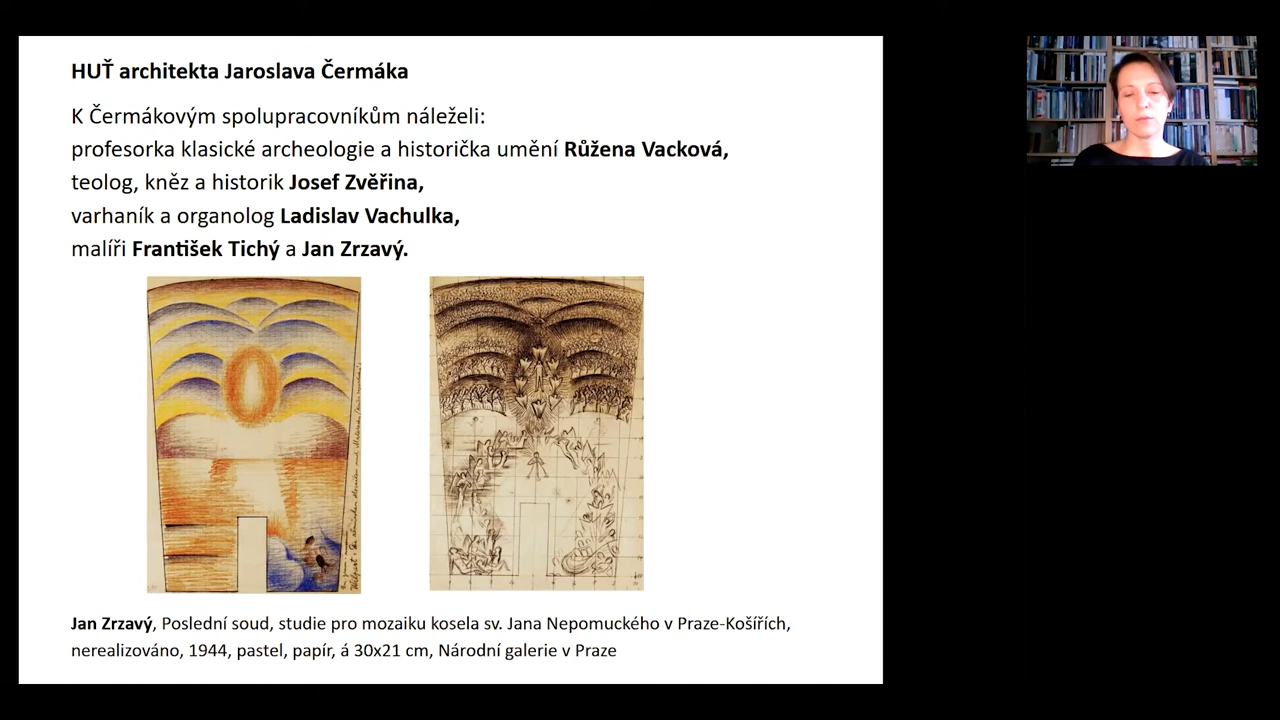 HUŤ architekta Jaroslava Čermáka
K Čermákovým spolupracovníkům náleželi:
profesorka klasické archeologie a historička umění Růžena Vacková,
teolog, kněz a historik Josef Zvěřina,
varhaník a organolog Ladislav Vachulka,
malíři František Tichý a Jan Zrzavý.
Jan Zrzavý, Poslední soud, studie pro mozaiku kosela sv. Jana Nepomuckého v Praze-Košířích,
nerealizováno, 1944, pastel, papír, á 30x21 cm, Národní galerie v Praze